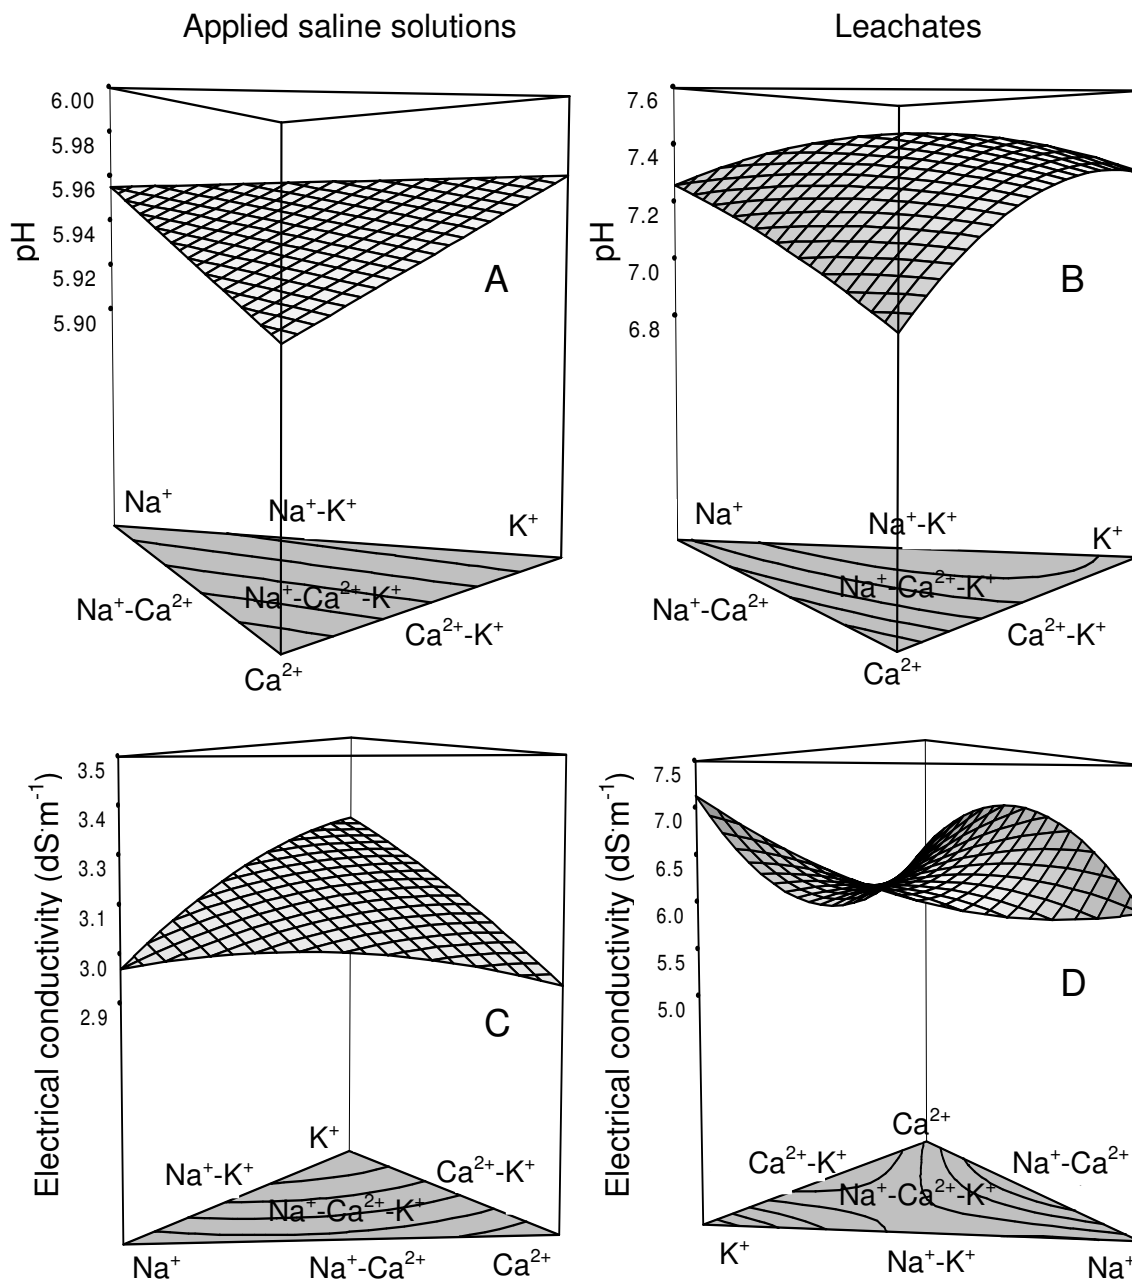 Applied saline solutions
Leachates
pH
6.00
5.98
5.96
5.94
5.92
5.90
A
Na⁺
Na⁺-K⁺
K⁺
Na⁺-Ca²⁺
Na⁺-Ca²⁺-K⁺
Ca²⁺-K⁺
Ca²⁺
pH
7.6
7.4
7.2
7.0
6.8
B
Na⁺
Na⁺-K⁺
K⁺
Na⁺-Ca²⁺
Na⁺-Ca²⁺-K⁺
Ca²⁺-K⁺
Ca²⁺
Electrical conductivity (dS·m⁻¹)
3.5
3.4
3.3
3.1
3.0
2.9
C
K⁺
Na⁺-K⁺
Ca²⁺-K⁺
Na⁺-Ca²⁺-K⁺
Na⁺
Na⁺-Ca²⁺
Ca²⁺
Electrical conductivity (dS·m⁻¹)
7.5
7.0
6.5
6.0
5.5
5.0
D
Ca²⁺
Ca²⁺-K⁺
Na⁺-Ca²⁺
Na⁺-Ca²⁺-K⁺
K⁺
Na⁺-K⁺
Na⁺